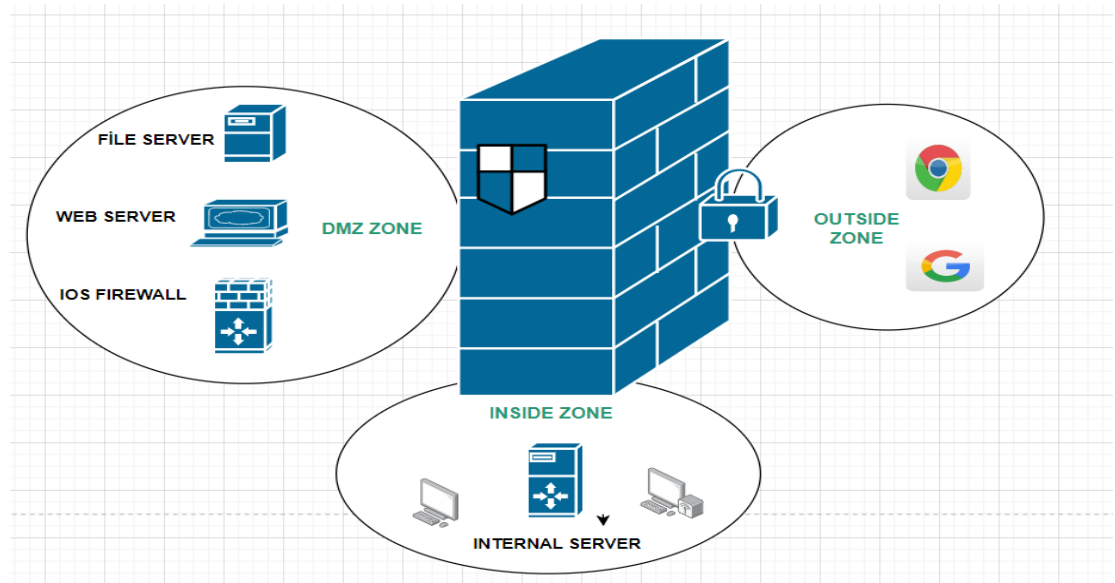 FİLE SERVER
WEB SERVER
DMZ ZONE
IOS FIREWALL
OUTSIDE
ZONE
INSIDE ZONE
INTERNAL SERVER